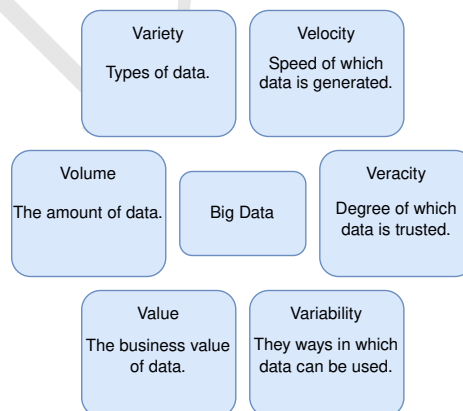 Variety
Types of data.
Velocity
Speed of which
data is generated.
Volume
The amount of data.
Big Data
Veracity
Degree of which
data is trusted.
Value
The business value
of data.
Variability
They ways in which
data can be used.